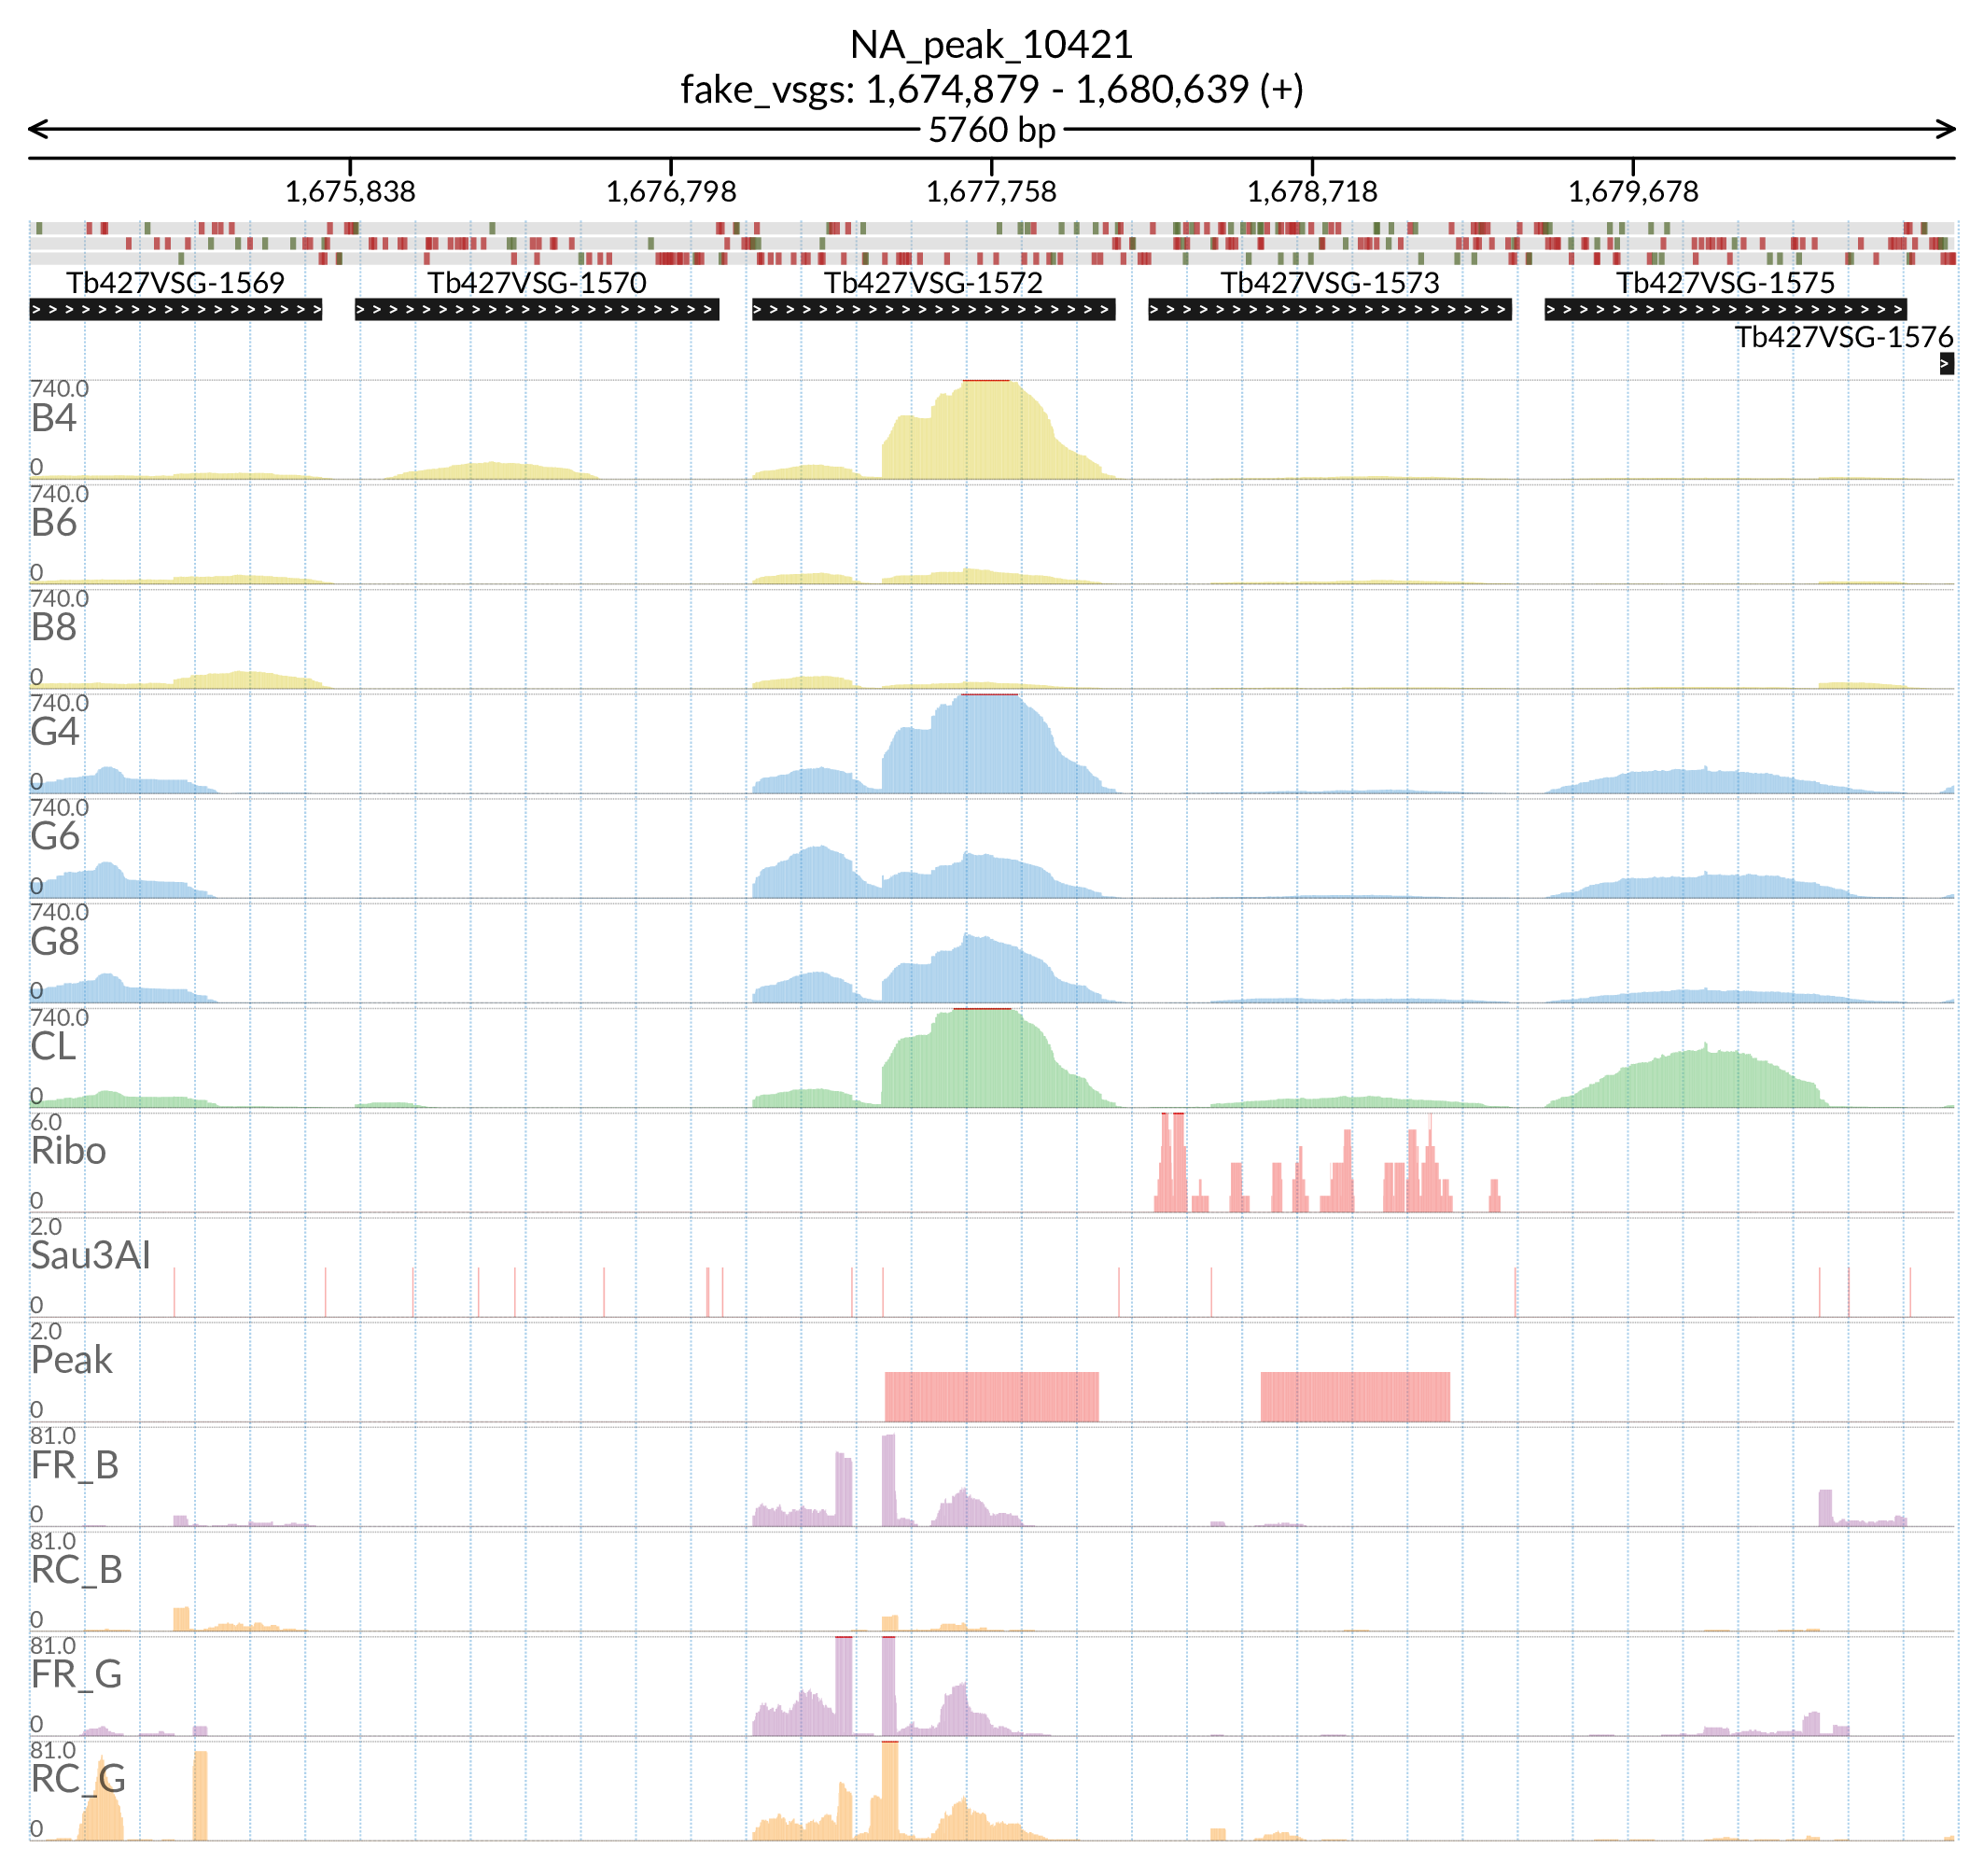 NA_peak_10421
fake_vsgs: 1,674,879 - 1,680,639 (+)
5760 bp
1,675,838 1,676,798 1,677,758 1,678,718 1,679,678
Tb427VSG-1569 Tb427VSG-1570 Tb427VSG-1572 Tb427VSG-1573 Tb427VSG-1575
Tb427VSG-1576
740.0
B4
0
740.0
B6
0
740.0
B8
0
740.0
G4
0
740.0
G6
0
740.0
G8
0
740.0
CL
0
6.0
Ribo
0
2.0
Sau3AI
0
2.0
Peak
0
81.0
FR_B
0
81.0
RC_B
0
81.0
FR_G
0
81.0
RC_G
0